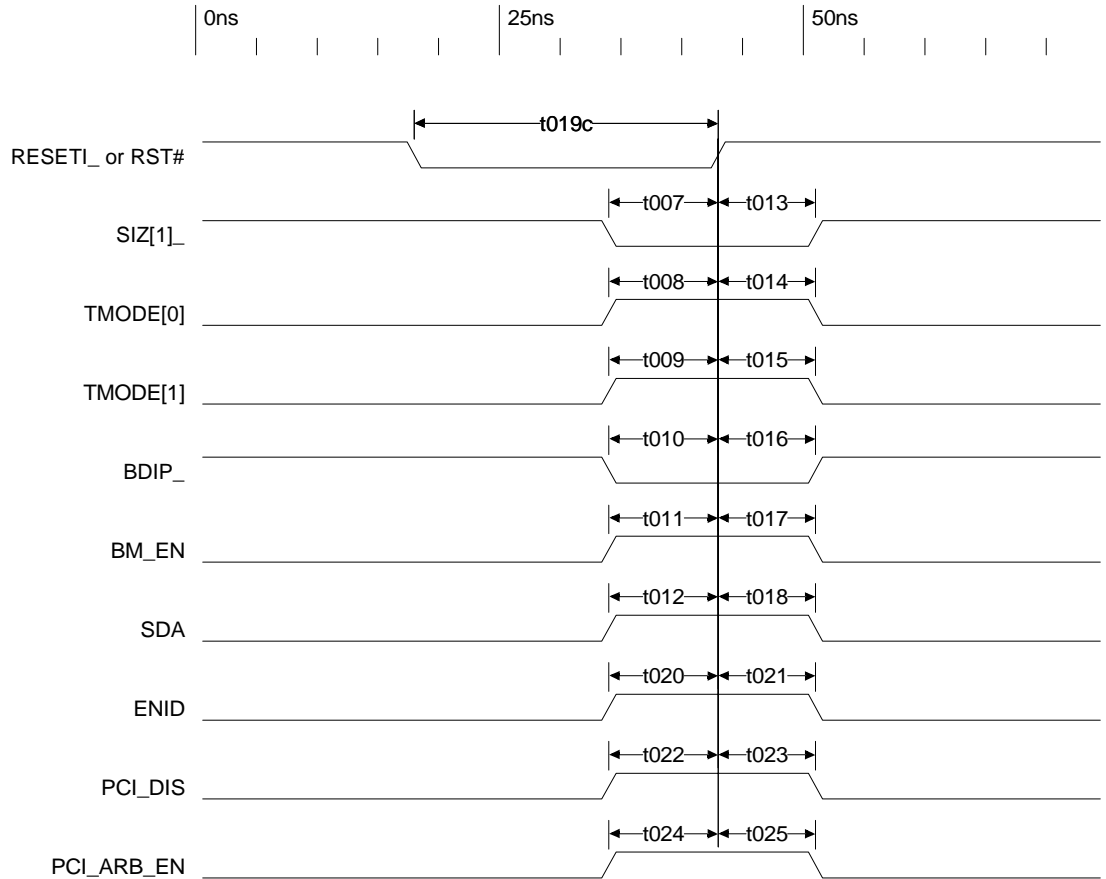 0ns 25ns 50ns
t019c
RESETI_ or RST#
t007 t013
SIZ[1]_
t008 t014
TMODE[0]
t009 t015
TMODE[1]
t010 t016
BDIP_
t011 t017
BM_EN
t012 t018
SDA
t020 t021
ENID
t022 t023
PCI_DIS
t024 t025
PCI_ARB_EN